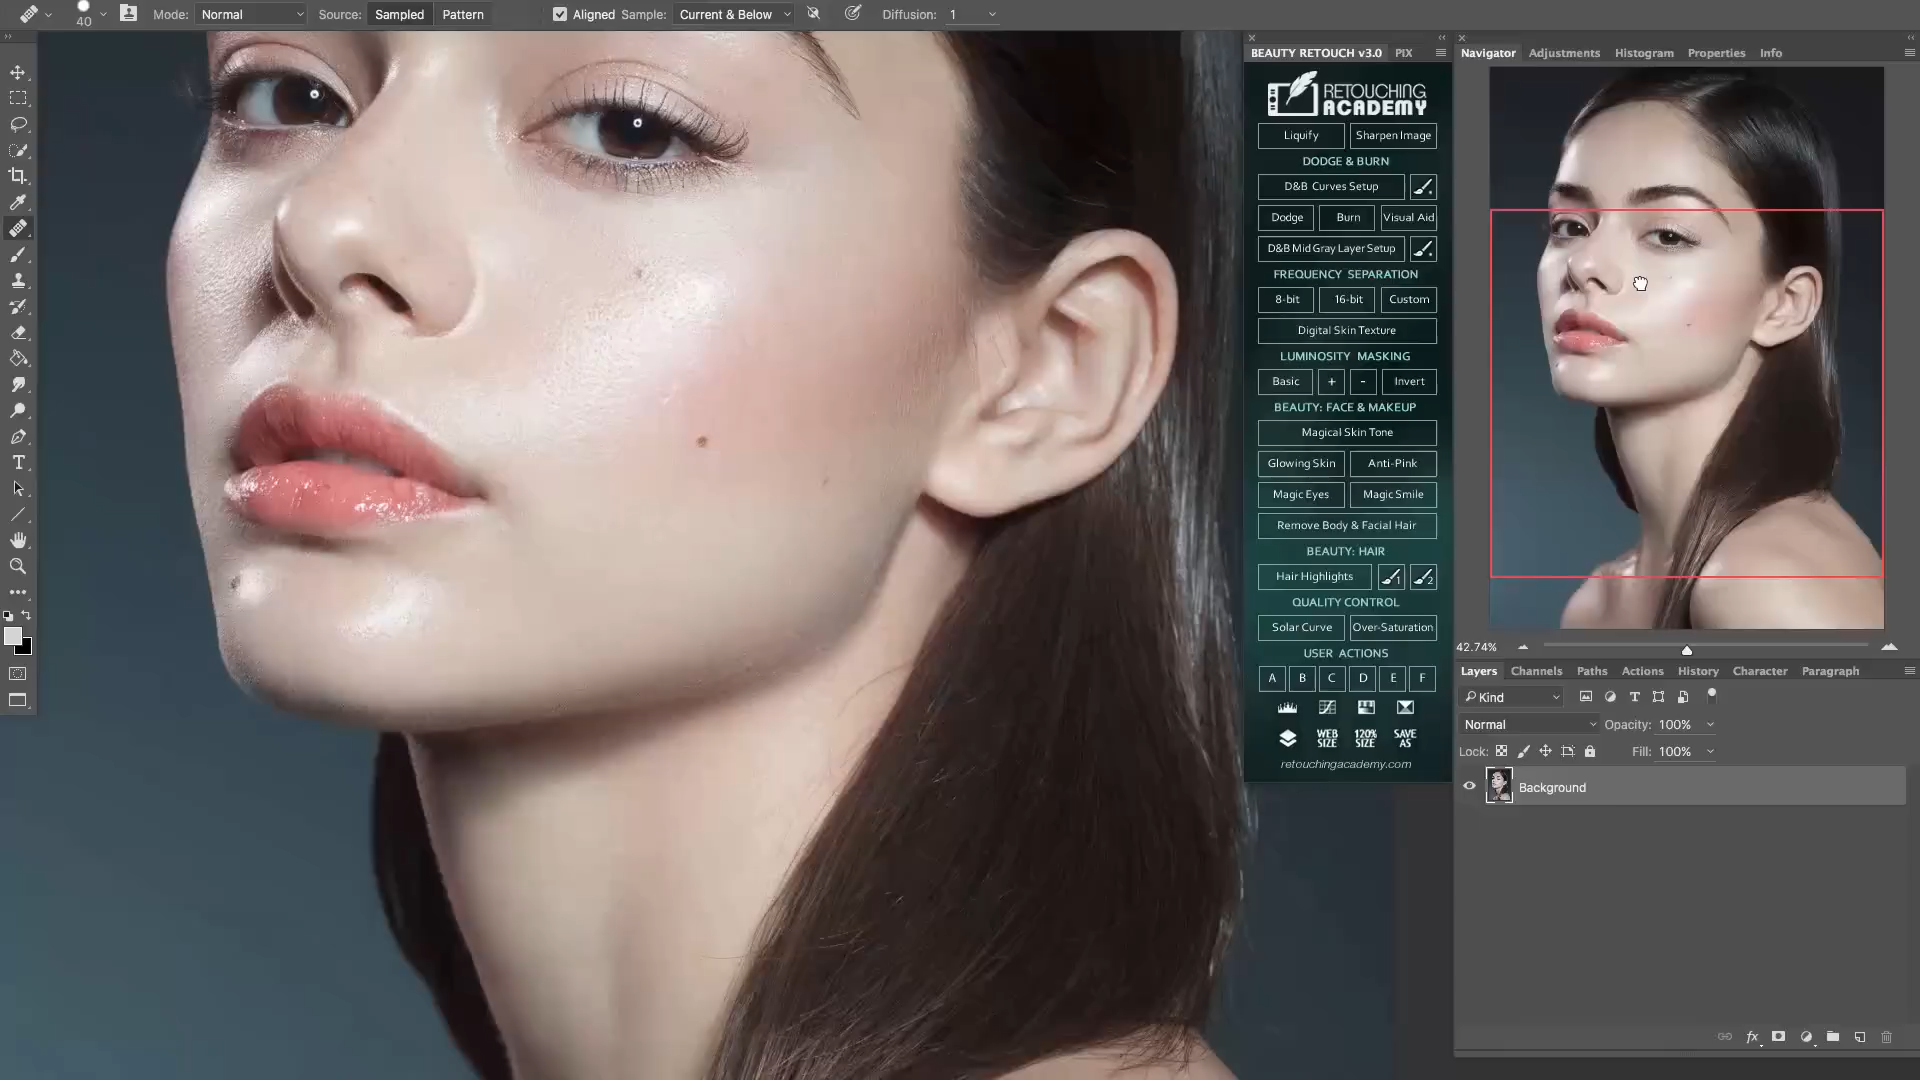 40 Mode: Normal Source: Sampled Pattern Aligned Sample: Current & Below Diffusion: 1
BEAUTY RETOUCH v3.0 PIX
RETOUCHING
ACADEMY
Liquify Sharpen Image
DODGE & BURN
D&B Curves Setup
Dodge Burn Visual Aid
D&B Mid Gray Layer Setup
FREQUENCY SEPARATION
8-bit 16-bit Custom
Digital Skin Texture
LUMINOSITY MASKING
Basic + - Invert
BEAUTY: FACE & MAKEUP
Magical Skin Tone
Glowing Skin Anti-Pink
Magic Eyes Magic Smile
Remove Body & Facial Hair
BEAUTY: HAIR
Hair Highlights 1 2
QUALITY CONTROL
Solar Curve Over-Saturation
USER ACTIONS
A B C D E F
WEB SIZE 120% SIZE SAVE AS
retouchingacademy.com
Navigator Adjustments Histogram Properties Info
42.74%
Layers Channels Paths Actions History Character Paragraph
Kind
Normal Opacity: 100%
Lock: Fill: 100%
Background
fx